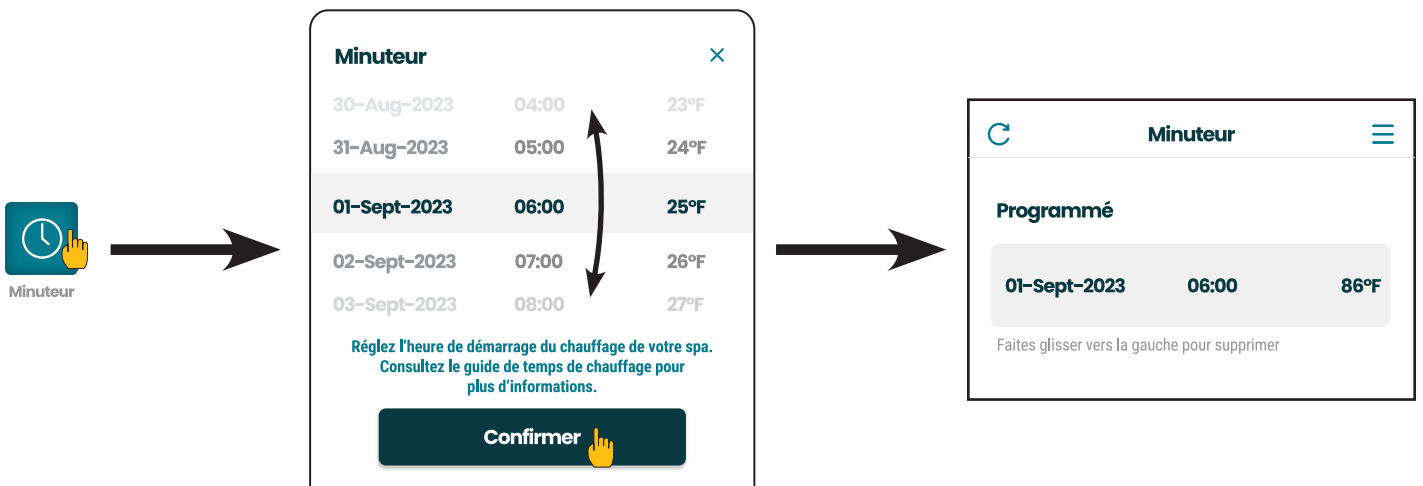 Minuteur
Minuteur
30-Aug-2023 04:00 23°F
31-Aug-2023 05:00 24°F
01-Sept-2023 06:00 25°F
02-Sept-2023 07:00 26°F
03-Sept-2023 08:00 27°F
Réglez l'heure de démarrage du chauffage de votre spa.
Consultez le guide de temps de chauffage pour
plus d'informations.
Confirmer
Minuteur
Programmé
01-Sept-2023 06:00 86°F
Faites glisser vers la gauche pour supprimer